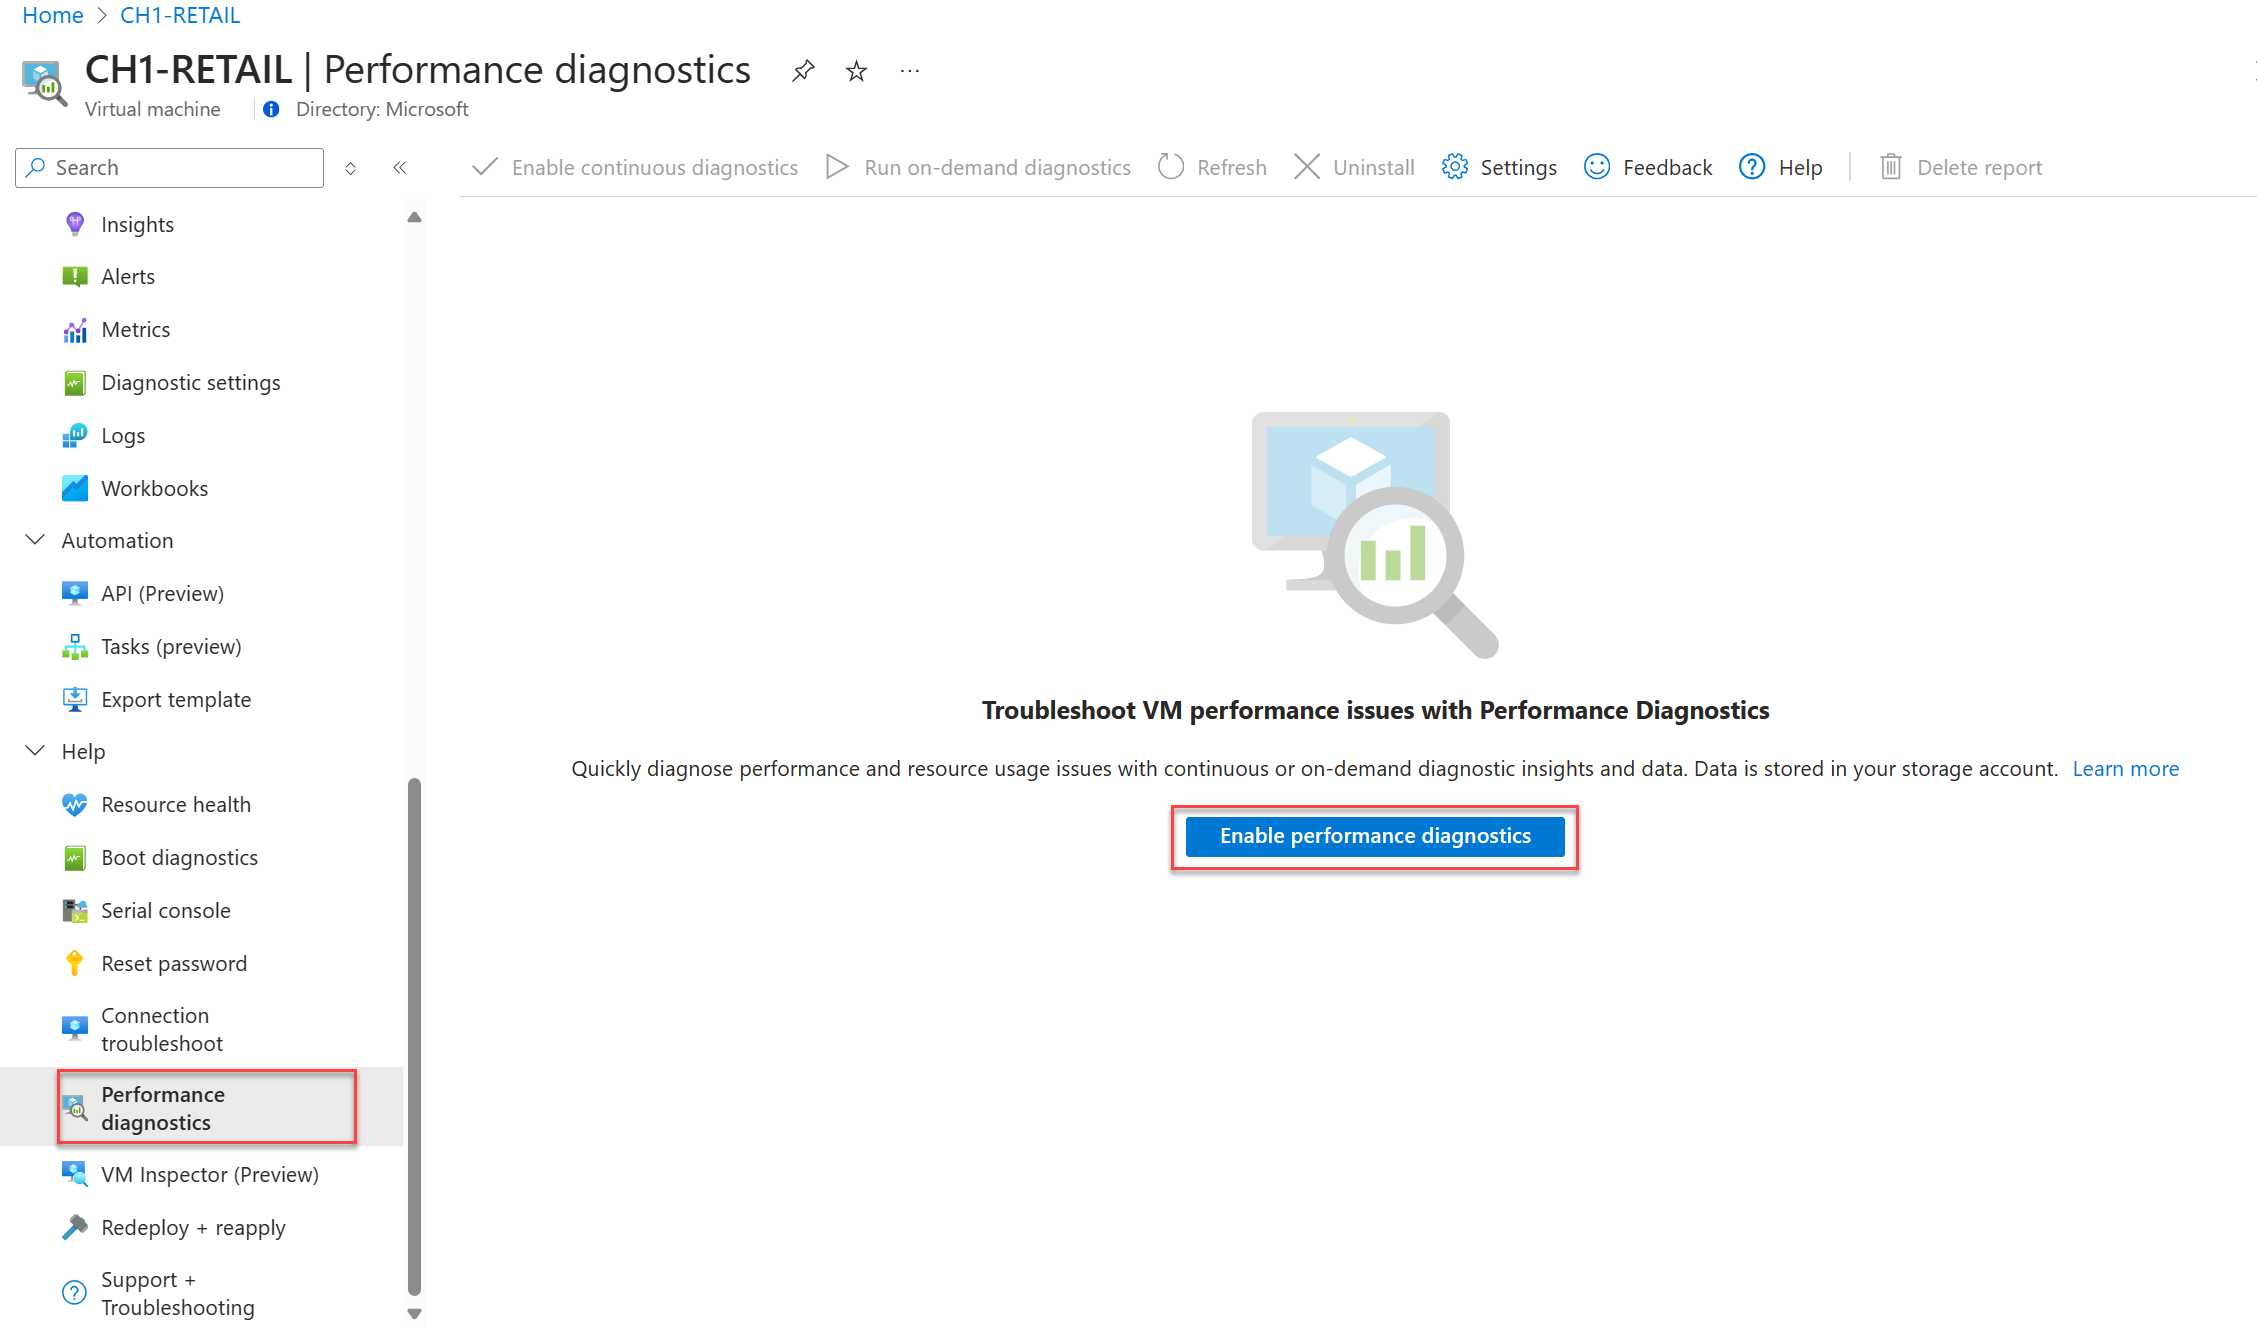 Home > CH1-RETAIL
CH1-RETAIL | Performance diagnostics
Virtual machine
Directory: Microsoft
Search
Enable continuous diagnostics
Run on-demand diagnostics
Refresh
Uninstall
Settings
Feedback
Help
Delete report
Insights
Alerts
Metrics
Diagnostic settings
Logs
Workbooks
Automation
API (Preview)
Tasks (preview)
Export template
Help
Resource health
Boot diagnostics
Serial console
Reset password
Connection
troubleshoot
Performance
diagnostics
VM Inspector (Preview)
Redeploy + reapply
Support +
Troubleshooting
Troubleshoot VM performance issues with Performance Diagnostics
Quickly diagnose performance and resource usage issues with continuous or on-demand diagnostic insights and data. Data is stored in your storage account. Learn more
Enable performance diagnostics